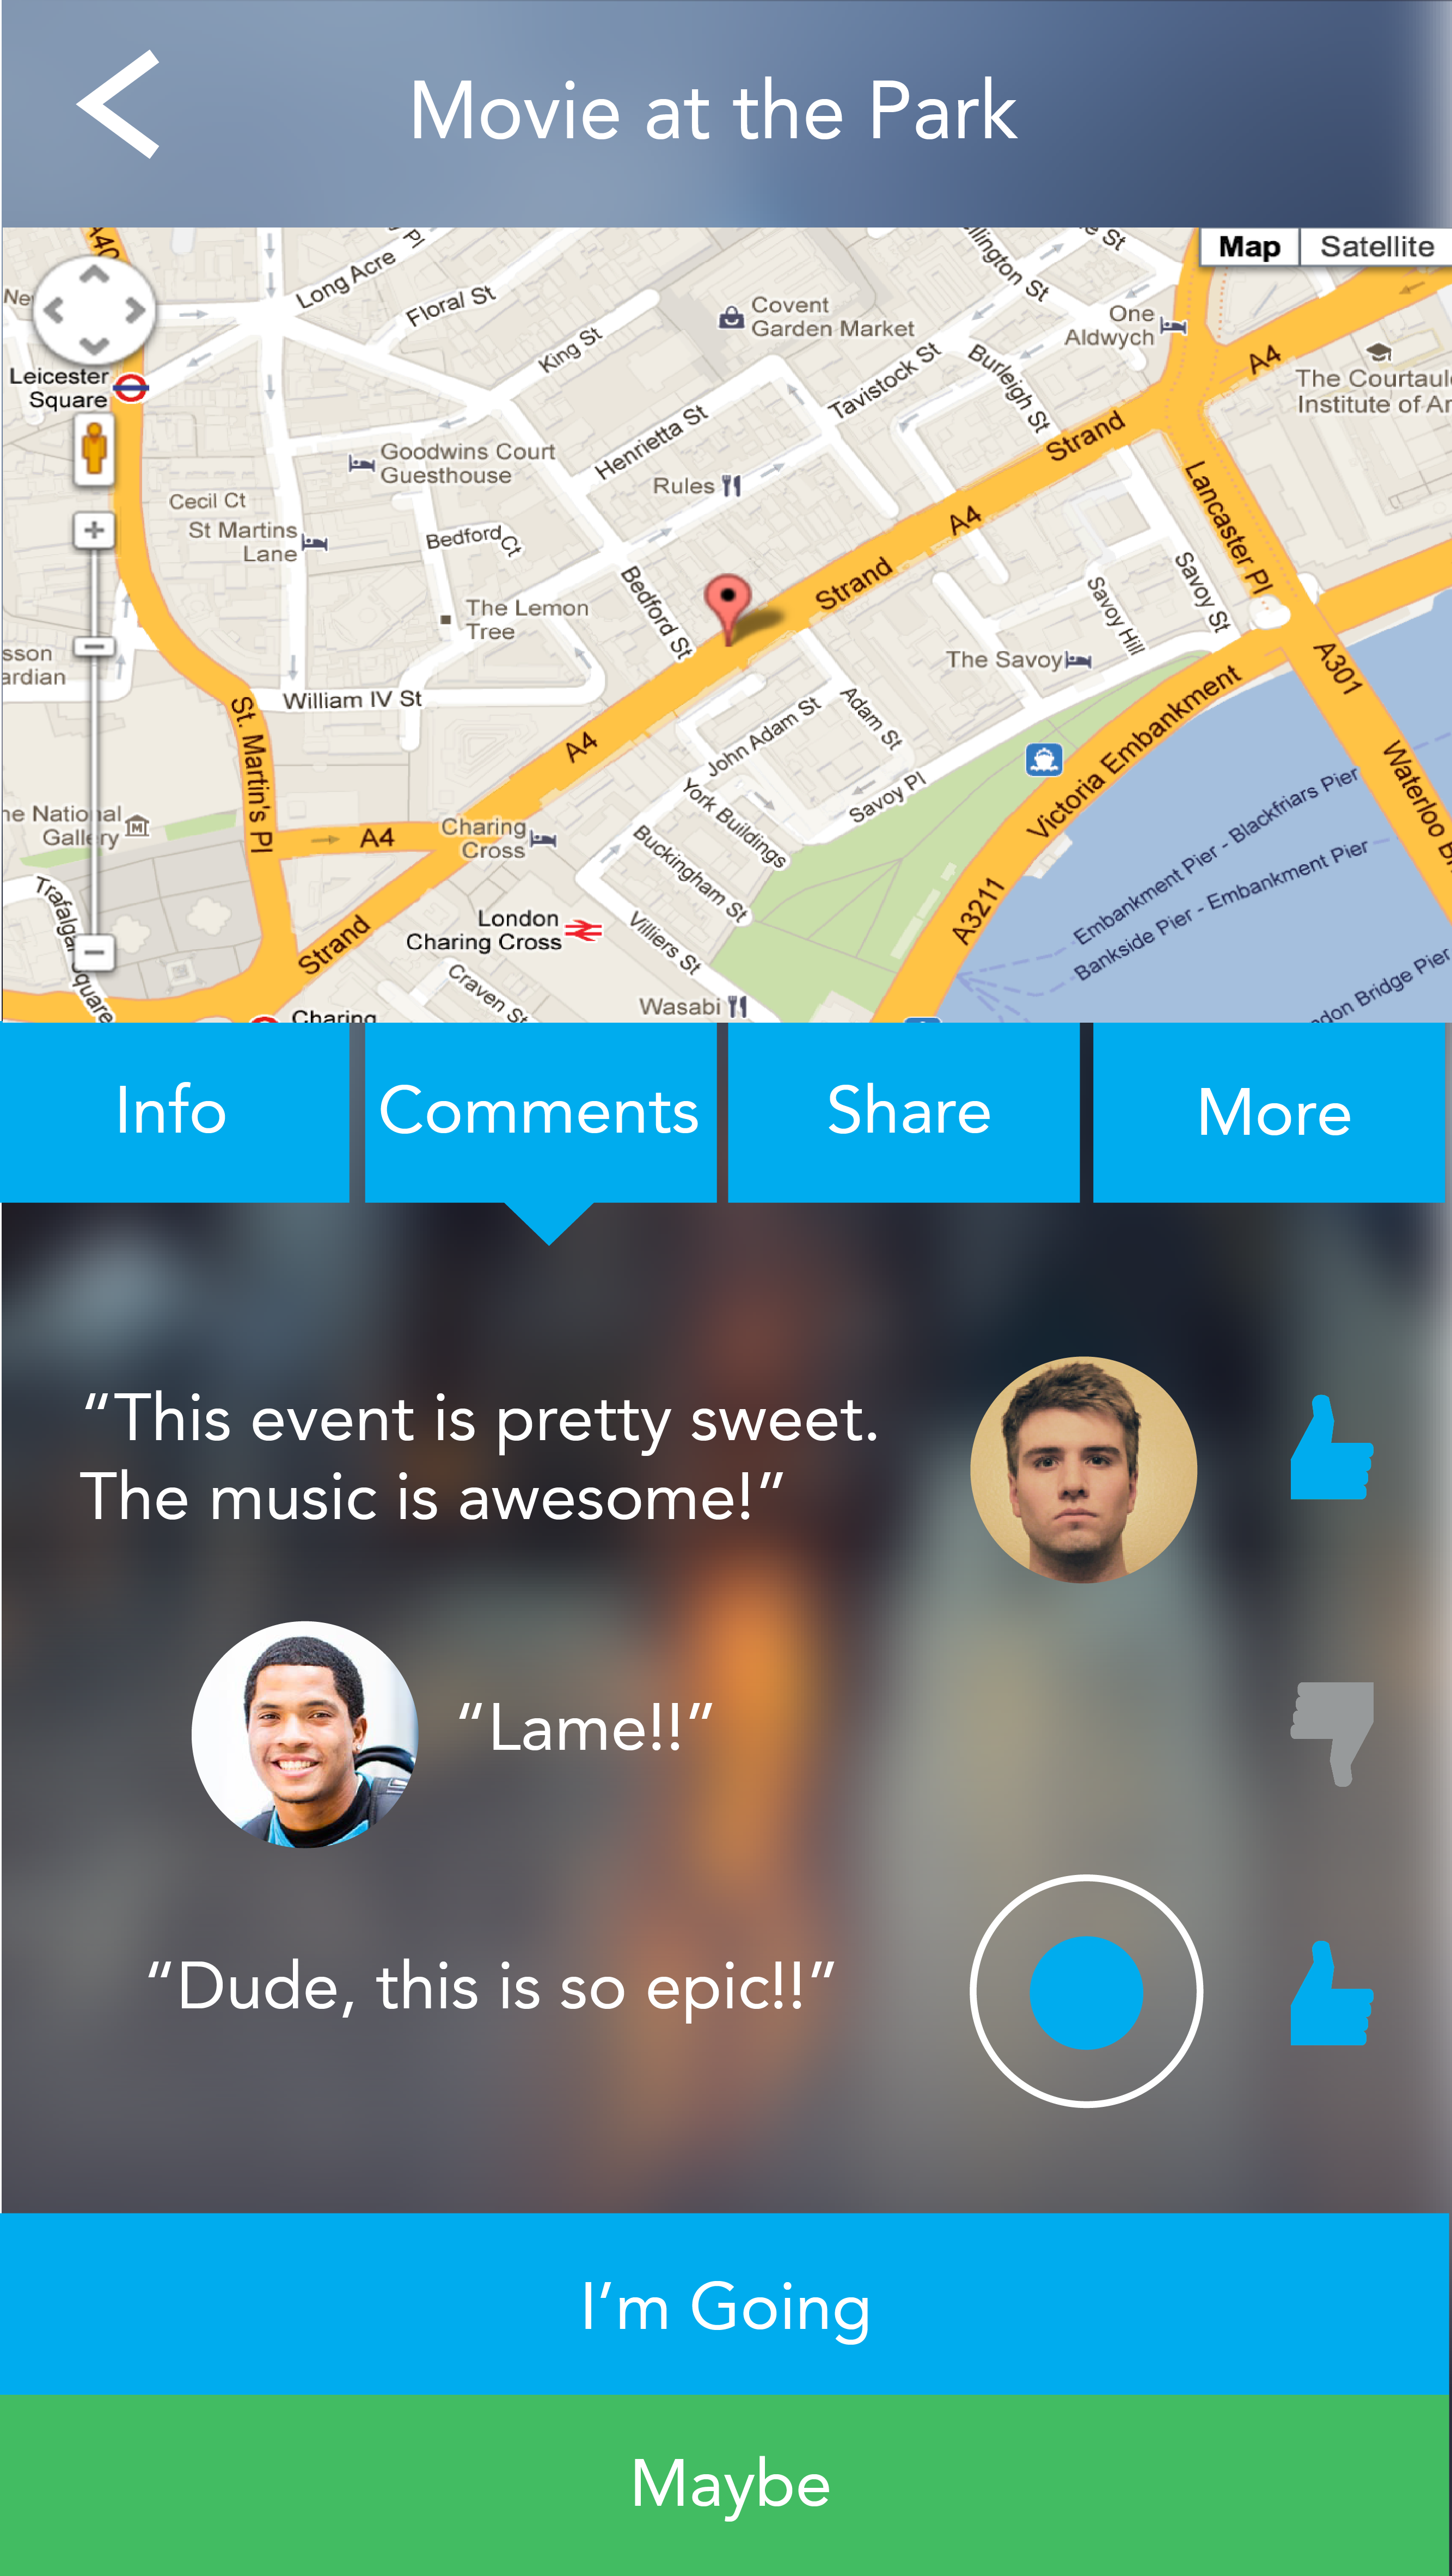 Movie at the Park
A40
Pl
Long Acre
Floral St
King St
Covent
Garden Market
St
Map
Satellite
One
Aldwych
A4
Leicester
Square
Tavistock St
Burleigh St
The
Institute of
Strand
Goodwins Court
Guesthouse
Henrietta St
Rules
Cecil Ct
St Martins
Lane
Bedford Ct
A4
Lancaster Pl
Strand
Bedford St
Savoy St
Savoy Hill
The Lemon
Tree
The Savoy
A301
William IV St
St. Martin's Pl
John Adam St
Adam St
A4
Victoria Embankment
Waterloo
Savoy Pl
York Buildings
Embankment Pier - Blackfriars Pier
National
Gallery
A4
Charing
Cross
Buckingham St
Bankside Pier - Embankment Pier
A3211
London
Charing Cross
Strand
Villiers St
Craven St
Wasabi
Bridge Pier
Charing
Info
Comments
Share
More
“This event is pretty sweet.
The music is awesome!”
“Lame!!”
“Dude, this is so epic!!”
I’m Going
Maybe